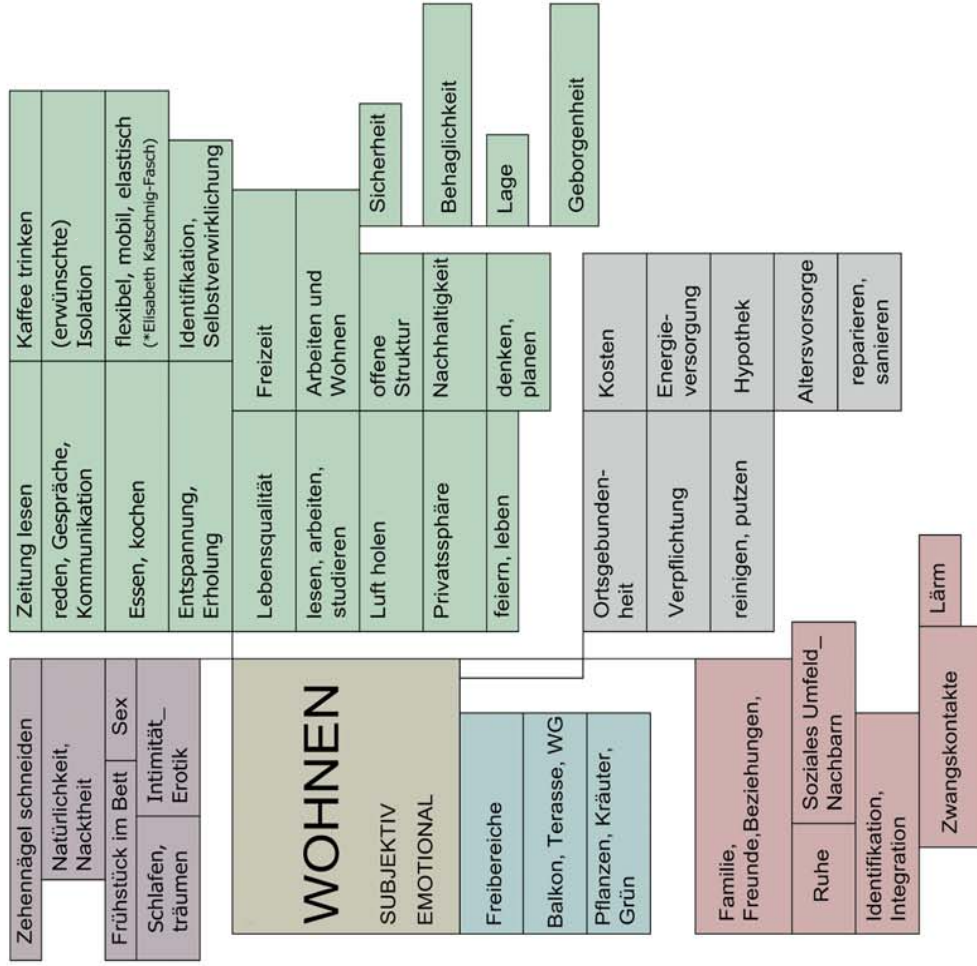 Zehennägel schneiden
Natürlichkeit,
Nacktheit
Frühstück im Bett
Sex
Schlafen,
träumen
Intimität_
Erotik
WOHNEN
SUBJEKTIV
EMOTIONAL
Freibereiche
Balkon, Terasse, WG
Pflanzen, Kräuter,
Grün
Familie,
Freunde,Beziehungen,
Ruhe
Soziales Umfeld_
Nachbarn
Identifikation,
Integration
Zwangskontakte
Lärm
Zeitung lesen
Kaffee trinken
reden, Gespräche,
Kommunikation
(erwünschte)
Isolation
Essen, kochen
flexibel, mobil, elastisch
(*Elisabeth Katschnig-Fasch)
Entspannung,
Erholung
Identifikation,
Selbstverwirklichung
Lebensqualität
Freizeit
lesen, arbeiten,
studieren
Arbeiten und
Wohnen
Luft holen
offene
Struktur
Sicherheit
Privatssphäre
Nachhaltigkeit
Behaglichkeit
feiern, leben
denken,
planen
Lage
Geborgenheit
Ortsgebunden-
heit
Kosten
Verpflichtung
Energie-
versorgung
reinigen, putzen
Hypothek
Altersvorsorge
reparieren,
sanieren